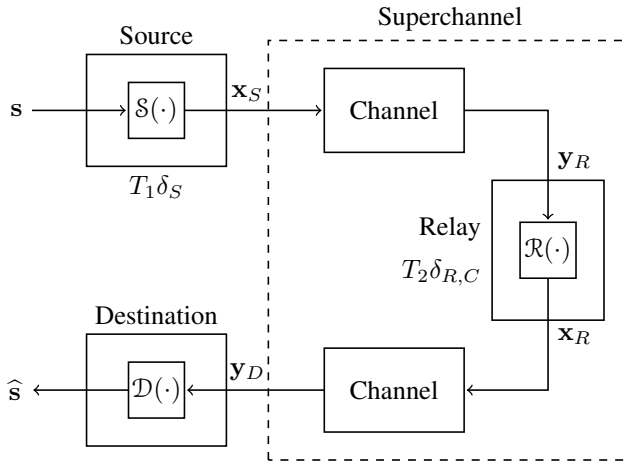 Superchannel
Source
s
𝒮(·)
x_S
Channel
T_1δ_S
y_R
Relay
ℛ(·)
T_2δ_{R,C}
x_R
Destination
ŝ
𝒟(·)
y_D
Channel